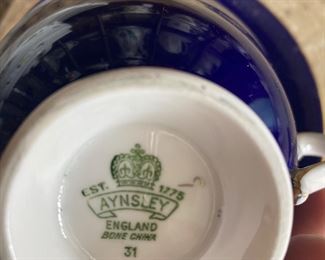 EST. 1775
AYNSLEY
ENGLAND
BONE CHINA
31